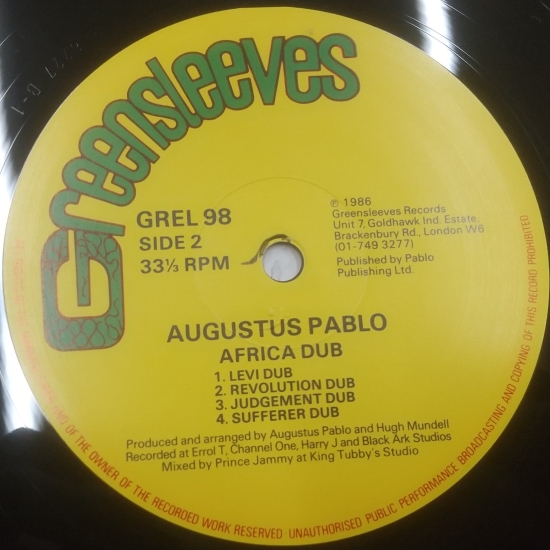 Greensleeves
GREL 98
SIDE 2
33⅓ RPM
℗ 1986
Greensleeves Records
Unit 7, Goldhawk Ind. Estate,
Brackenbury Rd., London W6
(01-749 3277)
Published by Pablo
Publishing Ltd.
AUGUSTUS PABLO
AFRICA DUB
1. LEVI DUB
2. REVOLUTION DUB
3. JUDGEMENT DUB
4. SUFFERER DUB
Produced and arranged by Augustus Pablo and Hugh Mundell
Recorded at Errol T, Channel One, Harry J and Black Ark Studios
Mixed by Prince Jammy at King Tubby's Studio
OF THE OWNER OF THE RECORDED WORK RESERVED UNAUTHORISED PUBLIC PERFORMANCE BROADCASTING AND COPYING OF THIS RECORD PROHIBITED